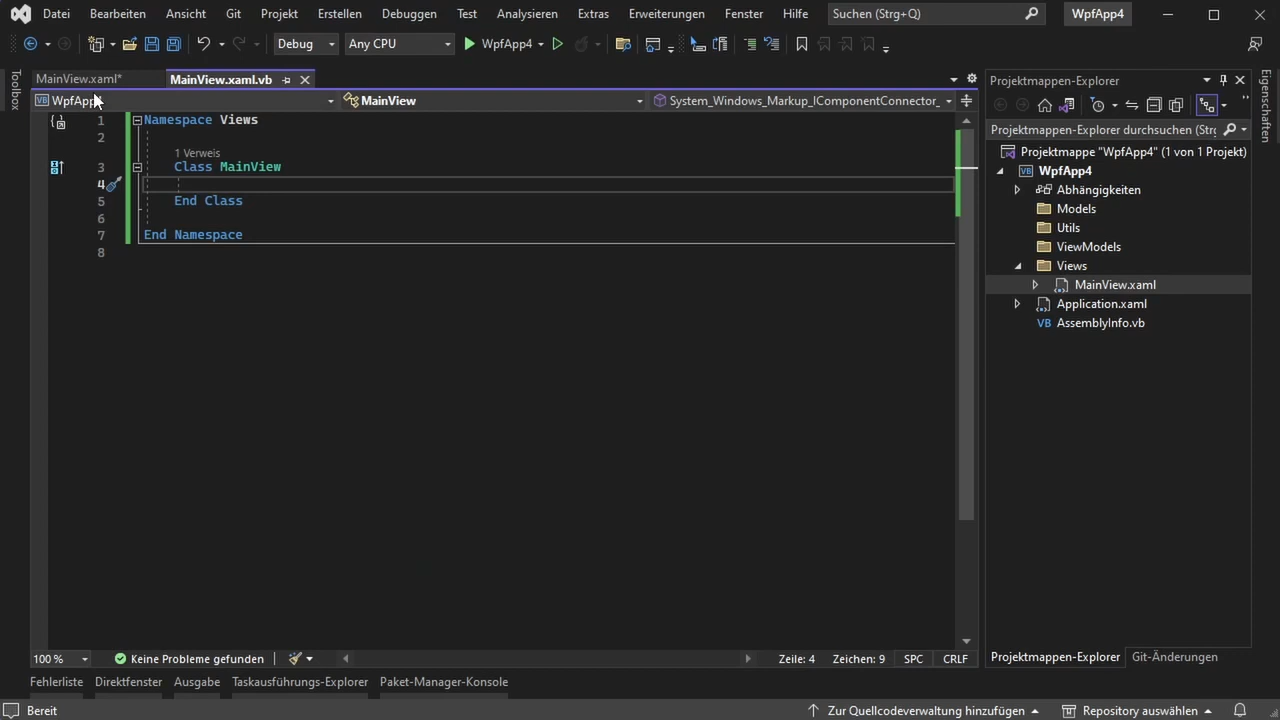 Datei Bearbeiten Ansicht Git Projekt Erstellen Debuggen Test Analysieren Extras Erweiterungen Fenster Hilfe Suchen (Strg+Q) WpfApp4
Debug Any CPU WpfApp4
Toolbox
MainView.xaml* MainView.xaml.vb
MainView System_Windows_Markup_IComponentConnector_
1 Namespace Views
2
1 Verweis
3 Class MainView
4
5 End Class
6
7 End Namespace
8
100 % Keine Probleme gefunden Zeile: 4 Zeichen: 9 SPC CRLF
Projektmappen-Explorer
Projektmappen-Explorer durchsuchen (Strg
Projektmappe "WpfApp4" (1 von 1 Projekt)
WpfApp4
Abhängigkeiten
Models
Utils
ViewModels
Views
MainView.xaml
Application.xaml
VB AssemblyInfo.vb
Projektmappen-Explorer Git-Änderungen
Eigenschaften
Fehlerliste Direktfenster Ausgabe Taskausführungs-Explorer Paket-Manager-Konsole
Bereit Zur Quellcodeverwaltung hinzufügen Repository auswählen